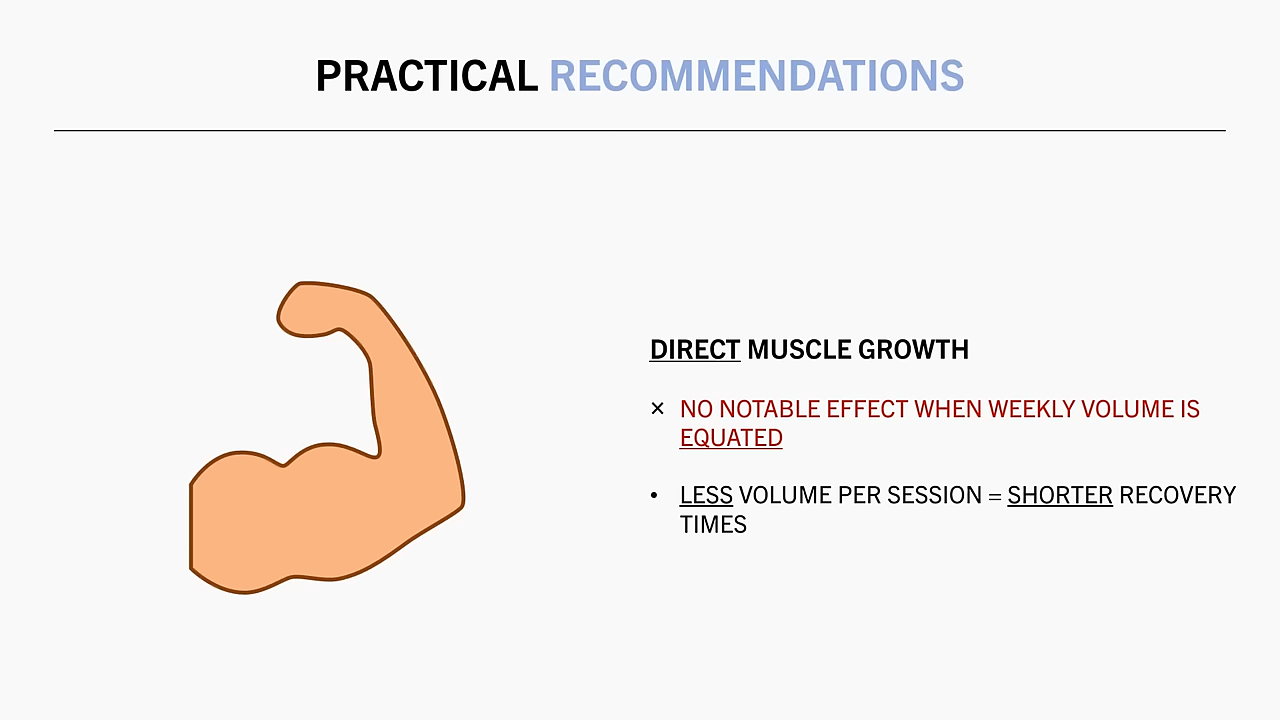 PRACTICAL RECOMMENDATIONS
DIRECT MUSCLE GROWTH
× NO NOTABLE EFFECT WHEN WEEKLY VOLUME IS
EQUATED
• LESS VOLUME PER SESSION = SHORTER RECOVERY
TIMES